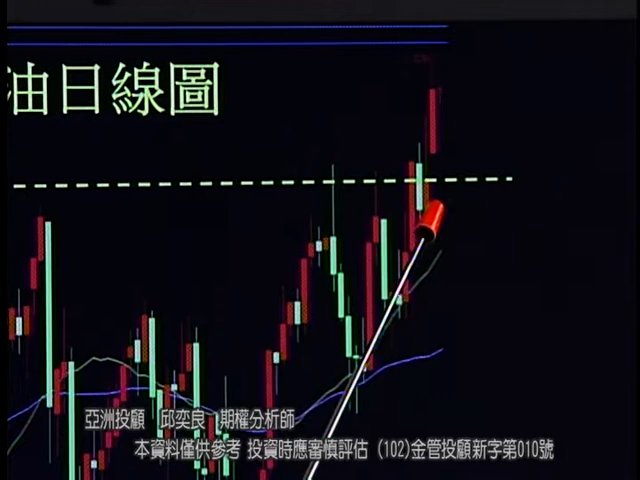 油日線圖
亞洲投顧 邱奕良 期權分析師
本資料僅供參考 投資時應審慎評估 (102)金管投顧新字第010號